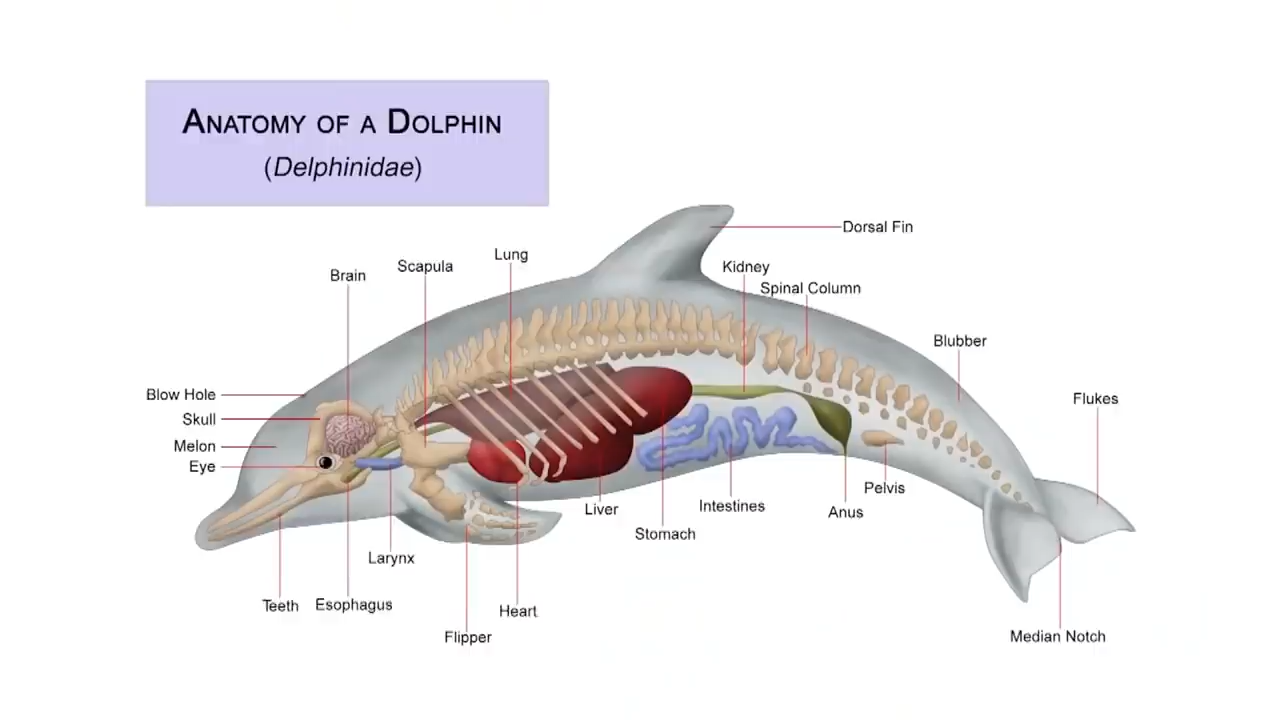 ANATOMY OF A DOLPHIN
(Delphinidae)
Dorsal Fin
Lung
Scapula
Brain
Kidney
Spinal Column
Blubber
Flukes
Blow Hole
Skull
Melon
Eye
Pelvis
Intestines
Liver
Anus
Stomach
Larynx
Teeth
Esophagus
Heart
Flipper
Median Notch